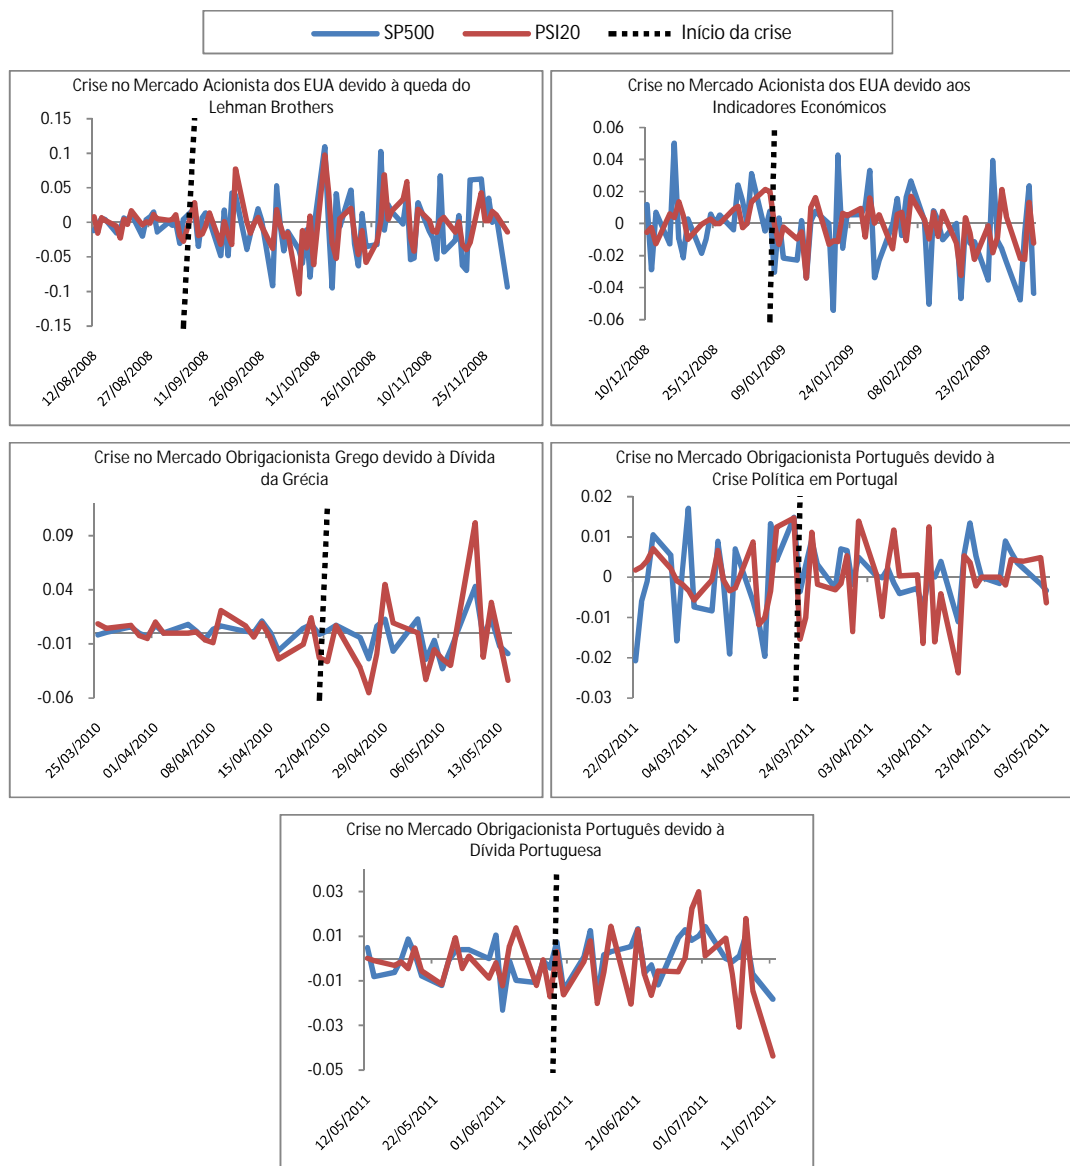 SP500 PSI20 Início da crise
Crise no Mercado Acionista dos EUA devido à queda do
Lehman Brothers
0.15
0.1
0.05
0
-0.05
-0.1
-0.15
12/08/2008 27/08/2008 11/09/2008 26/09/2008 11/10/2008 26/10/2008 10/11/2008 25/11/2008
Crise no Mercado Acionista dos EUA devido aos
Indicadores Económicos
0.06
0.04
0.02
0
-0.02
-0.04
-0.06
10/12/2008 25/12/2008 09/01/2009 24/01/2009 08/02/2009 23/02/2009
Crise no Mercado Obrigacionista Grego devido à Dívida
da Grécia
0.09
0.04
-0.01
-0.06
25/03/2010 01/04/2010 08/04/2010 15/04/2010 22/04/2010 29/04/2010 06/05/2010 13/05/2010
Crise no Mercado Obrigacionista Português devido à
Crise Política em Portugal
0.02
0.01
0
-0.01
-0.02
-0.03
22/02/2011 04/03/2011 14/03/2011 24/03/2011 03/04/2011 13/04/2011 23/04/2011 03/05/2011
Crise no Mercado Obrigacionista Português devido à
Dívida Portuguesa
0.03
0.01
-0.01
-0.03
-0.05
12/05/2011 22/05/2011 01/06/2011 11/06/2011 21/06/2011 01/07/2011 11/07/2011